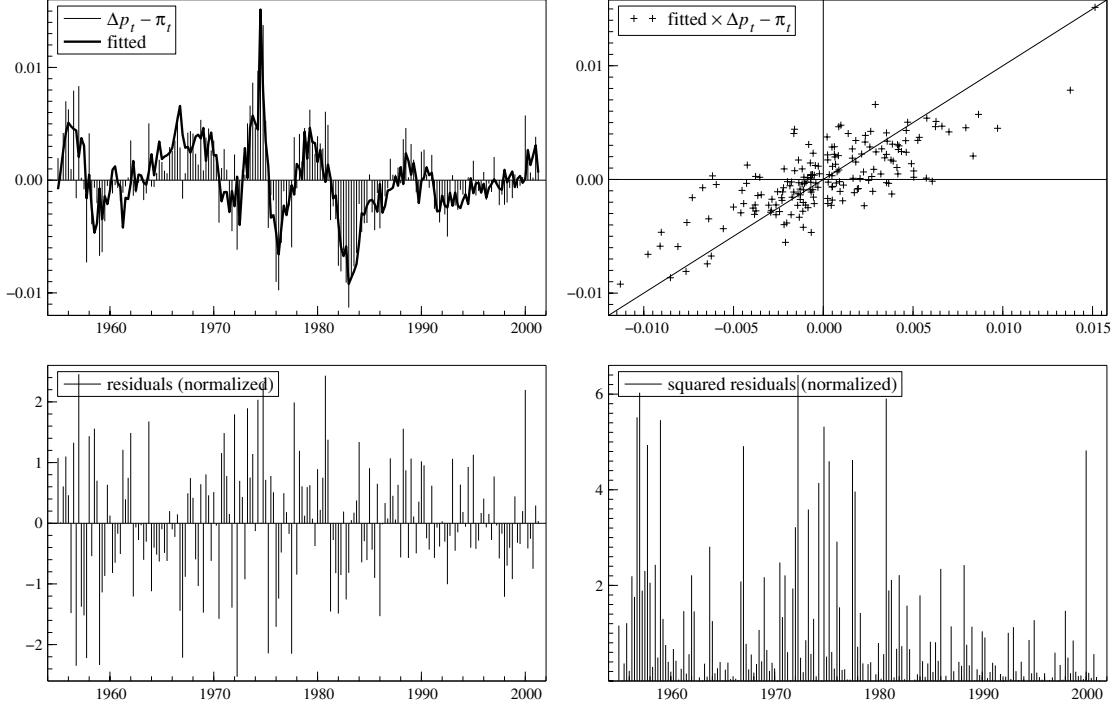 Δp_t − π_t
fitted
0.01
0.00
−0.01
1960 1970 1980 1990 2000
+ + fitted × Δp_t − π_t
0.01
0.00
−0.01
−0.010 −0.005 0.000 0.005 0.010 0.015
residuals (normalized)
2
1
0
−1
−2
1960 1970 1980 1990 2000
squared residuals (normalized)
6
4
2
1960 1970 1980 1990 2000